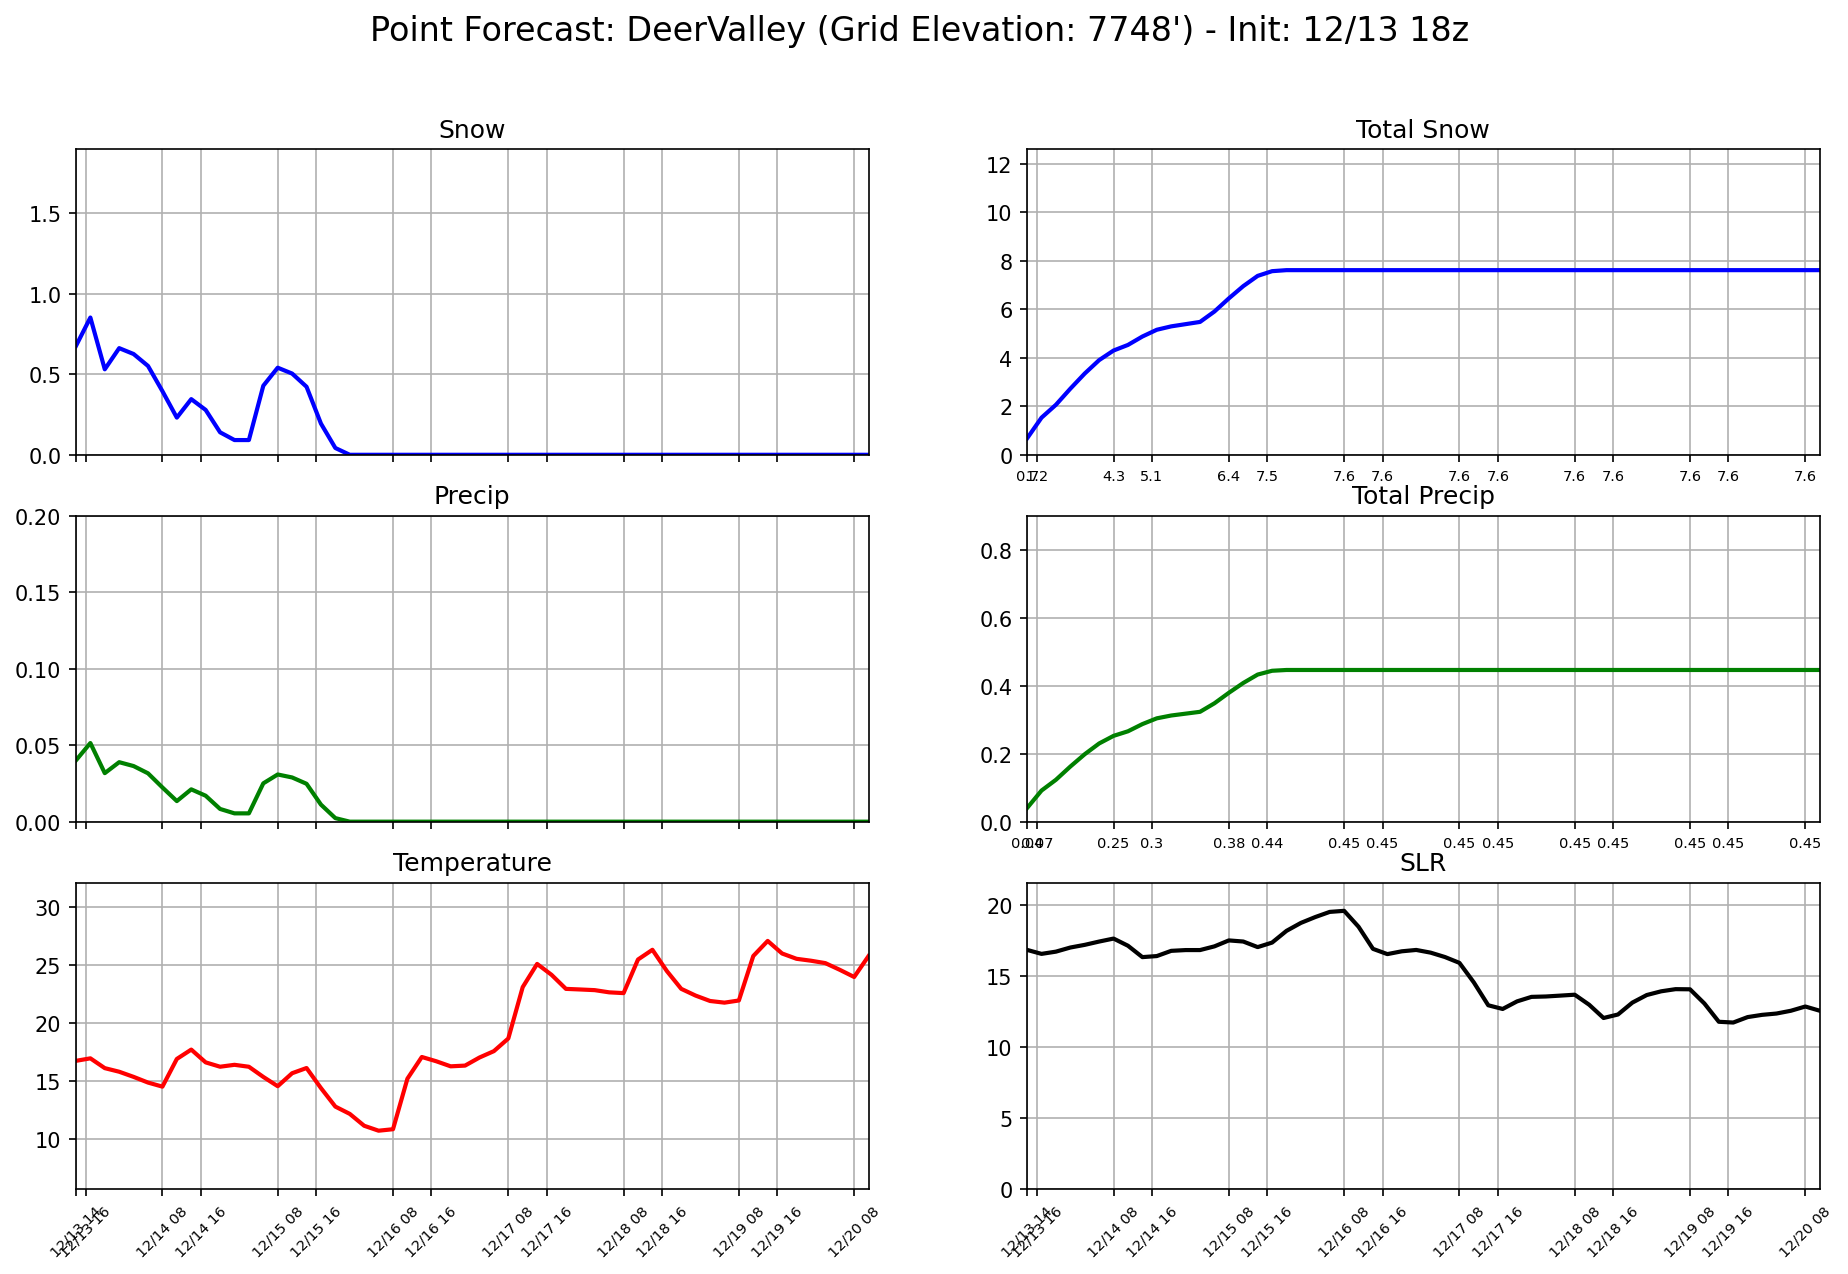 Point Forecast: DeerValley (Grid Elevation: 7748') - Init: 12/13 18z
Snow
1.5
1.0
0.5
0.0
Total Snow
12
10
8
6
4
2
0
4.3 5.1 6.4 7.5 7.6 7.6 7.6 7.6 7.6 7.6 7.6 7.6 7.6
Precip
0.20
0.15
0.10
0.05
0.00
Total Precip
0.8
0.6
0.4
0.2
0.0
0.25 0.3 0.38 0.44 0.45 0.45 0.45 0.45 0.45 0.45 0.45 0.45 0.45
Temperature
30
25
20
15
10
12/13 16 12/14 08 12/14 16 12/15 08 12/15 16 12/16 08 12/16 16 12/17 08 12/17 16 12/18 08 12/18 16 12/19 08 12/19 16 12/20 08
SLR
20
15
10
5
0
12/13 16 12/14 08 12/14 16 12/15 08 12/15 16 12/16 08 12/16 16 12/17 08 12/17 16 12/18 08 12/18 16 12/19 08 12/19 16 12/20 08